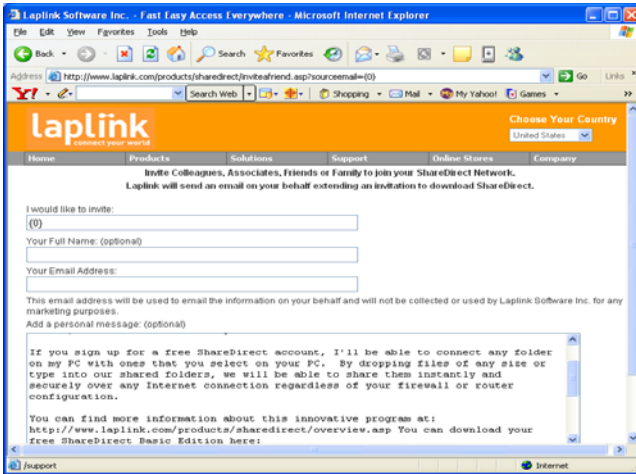 Laplink Software Inc. - Fast Easy Access Everywhere - Microsoft Internet Explorer
File Edit View Favorites Tools Help
Back Search Favorites
Address http://www.laplink.com/products/sharedirect/inviteafriend.asp?sourceemail={0} Go Links »
Y! Search Web Shopping Mail My Yahoo! Games »
Choose Your Country
laplink United States
connect your world
Home Products Solutions Support Online Stores Company
Invite Colleagues, Associates, Friends or Family to join your ShareDirect Network.
Laplink will send an email on your behalf extending an invitation to download ShareDirect.
I would like to invite:
{0}
Your Full Name: (optional)
Your Email Address:
This email address will be used to email the information on your behalf and will not be collected or used by Laplink Software Inc. for any
marketing purposes.
Add a personal message: (optional)
If you sign up for a free ShareDirect account, I'll be able to connect any folder
on my PC with ones that you select on your PC. By dropping files of any size or
type into our shared folders, we will be able to share them instantly and
securely over any Internet connection regardless of your firewall or router
configuration.
You can find more information about this innovative program at:
http://www.laplink.com/products/sharedirect/overview.asp You can download your
free ShareDirect Basic Edition here:
/support Internet